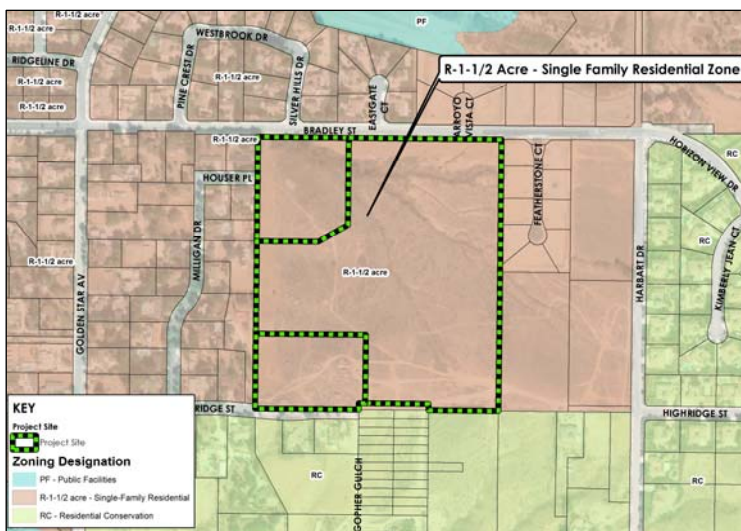 PF
WESTBROOK DR
RIDGELINE DR
R-1-1/2 acre
R-1-1/2 acre
R-1-1/2 acre
PINE CREST DR
SILVER HILLS DR
EASTGATE
CT
R-1-1/2 Acre - Single Family Residential Zone
ARROYO
VISTA CT
BRADLEY ST
R-1-1/2 acre
HOUSER PL
MILLIGAN DR
FEATHERSTONE CT
RC
HORIZON VIEW DR
RC
KIMBERLY JEAN CT
HARBART DR
R-1-1/2 acre
R-1-1/2 acre
GOLDEN STAR AV
RIDGE ST
HIGHRIDGE ST
RC
RC
GOPHER GULCH
KEY
Project Site
Project Site
Zoning Designation
PF - Public Facilities
R-1-1/2 acre - Single-Family Residential
RC - Residential Conservation